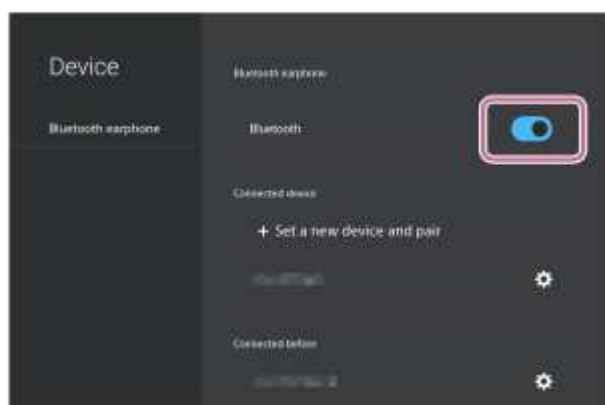 Device
Bluetooth earphone
Bluetooth earphone
Bluetooth
Connected device
+ Set a new device and pair
Connected before